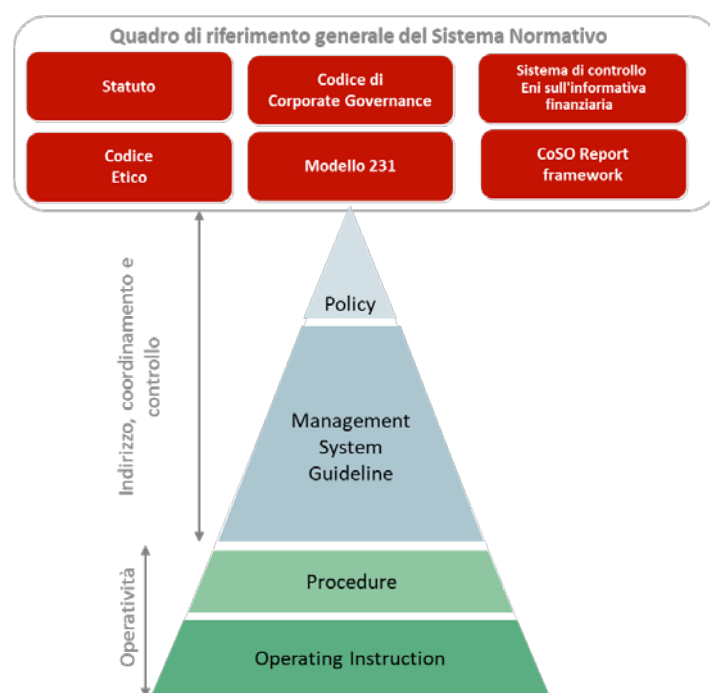 Quadro di riferimento generale del Sistema Normativo
Statuto
Codice di
Corporate Governance
Sistema di controllo
Eni sull'informativa
finanziaria
Codice
Etico
Modello 231
CoSO Report
framework
Indirizzo, coordinamento e
controllo
Policy
Management
System
Guideline
Operatività
Procedure
Operating Instruction